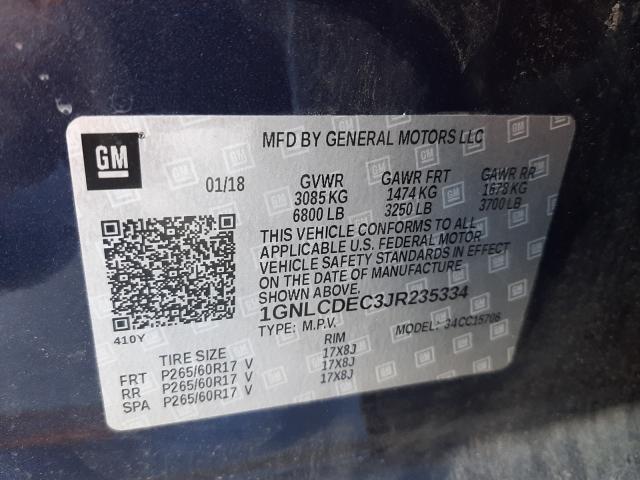 GM
MFD BY GENERAL MOTORS LLC
01/18 GVWR GAWR FRT GAWR RR
3085 KG 1474 KG 1678 KG
6800 LB 3250 LB 3700 LB
THIS VEHICLE CONFORMS TO ALL
APPLICABLE U.S. FEDERAL MOTOR
VEHICLE SAFETY STANDARDS IN EFFECT
ON THE DATE OF MANUFACTURE
SHOWN ABOVE.
1GNLCDEC3JR235334
TYPE: M.P.V. MODEL: 34CC15706
410Y
TIRE SIZE RIM
FRT P265/60R17 V 17X8J
RR P265/60R17 V 17X8J
SPA P265/60R17 V 17X8J